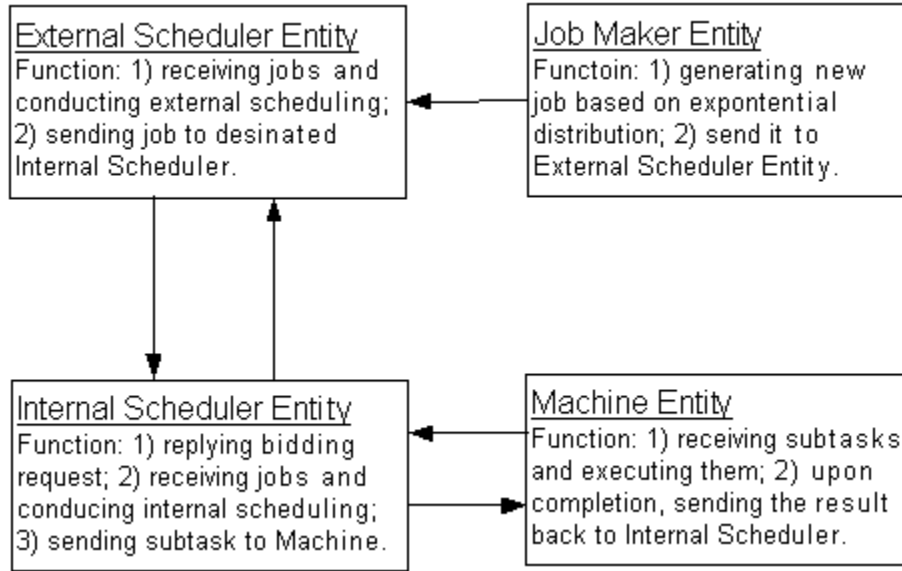 External Scheduler Entity
Function: 1) receiving jobs and
conducting external scheduling;
2) sending job to desinated
Internal Scheduler.
Job Maker Entity
Functoin: 1) generating new
job based on expontential
distribution; 2) send it to
External Scheduler Entity.
Internal Scheduler Entity
Function: 1) replying bidding
request; 2) receiving jobs and
conducing internal scheduling;
3) sending subtask to Machine.
Machine Entity
Function: 1) receiving subtasks
and executing them; 2) upon
completion, sending the result
back to Internal Scheduler.